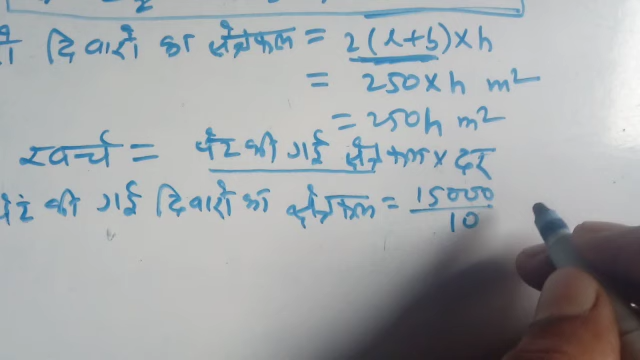 दिवारों का क्षेत्रफल = 2(l+b)×h
= 250×h m²
= 250h m²
खर्च = पेंट की गई क्षेत्रफल × दर
पेंट की गई दिवारों का क्षेत्रफल = 15000/10